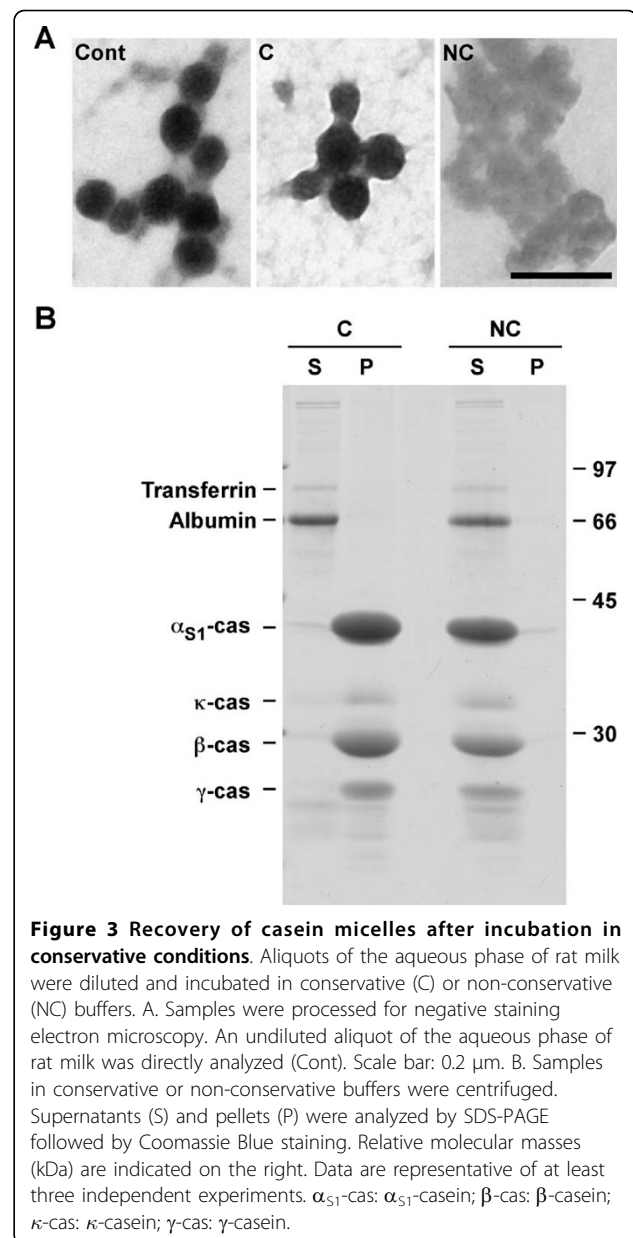 A
Cont
C
NC
B
C
NC
S
P
S
P
Transferrin –
Albumin –
αS1-cas –
κ-cas –
β-cas –
γ-cas –
– 97
– 66
– 45
– 30
Figure 3 Recovery of casein micelles after incubation in
conservative conditions. Aliquots of the aqueous phase of rat milk
were diluted and incubated in conservative (C) or non-conservative
(NC) buffers. A. Samples were processed for negative staining
electron microscopy. An undiluted aliquot of the aqueous phase of
rat milk was directly analyzed (Cont). Scale bar: 0.2 μm. B. Samples
in conservative or non-conservative buffers were centrifuged.
Supernatants (S) and pellets (P) were analyzed by SDS-PAGE
followed by Coomassie Blue staining. Relative molecular masses
(kDa) are indicated on the right. Data are representative of at least
three independent experiments. αS1-cas: αS1-casein; β-cas: β-casein;
κ-cas: κ-casein; γ-cas: γ-casein.